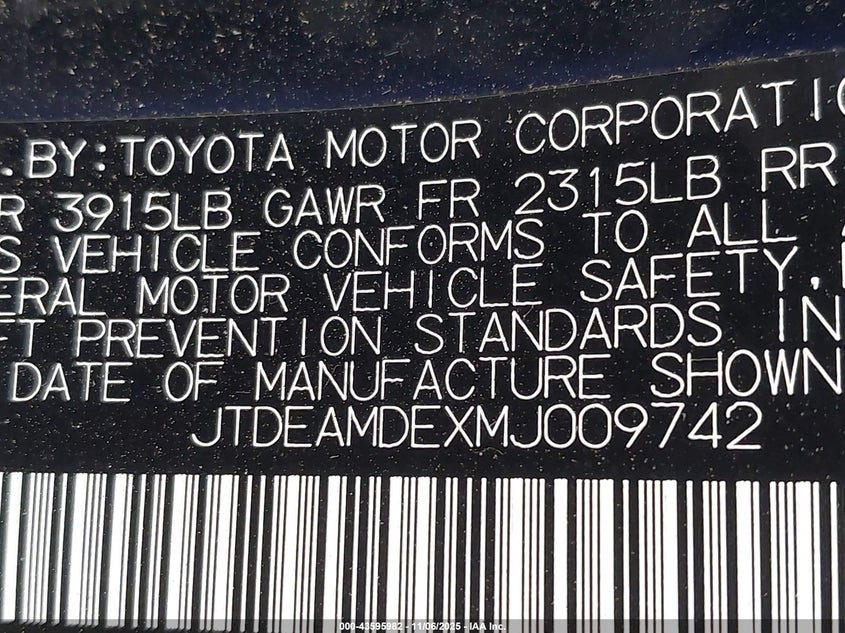 .BY:TOYOTA MOTOR CORPORATIO
R 3915LB GAWR FR 2315LB RR
S VEHICLE CONFORMS TO ALL
ERAL MOTOR VEHICLE SAFETY,
FT PREVENTION STANDARDS IN
DATE OF MANUFACTURE SHOWN
JTDEAMDEXMJ009742
000-43595982 - 11/06/2025 - IAA Inc.